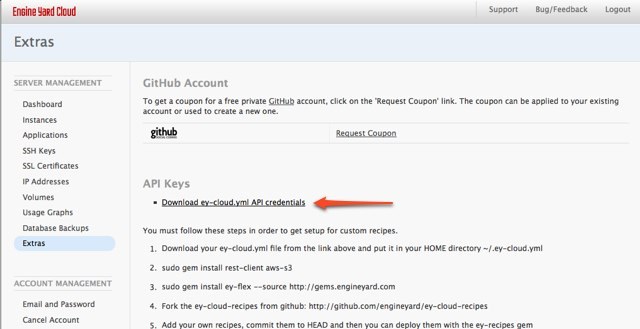 Engine Yard Cloud
Support
Bug/Feedback
Logout
Extras
SERVER MANAGEMENT
Dashboard
Instances
Applications
SSH Keys
SSL Certificates
IP Addresses
Volumes
Usage Graphs
Database Backups
Extras
ACCOUNT MANAGEMENT
Email and Password
Cancel Account
GitHub Account
To get a coupon for a free private GitHub account, click on the 'Request Coupon' link. The coupon can be applied to your existing
account or used to create a new one.
github
Request Coupon
API Keys
Download ey-cloud.yml API credentials
You must follow these steps in order to get setup for custom recipes.
1. Download your ey-cloud.yml file from the link above and put it in your HOME directory ~/.ey-cloud.yml
2. sudo gem install rest-client aws-s3
3. sudo gem install ey-flex --source http://gems.engineyard.com
4. Fork the ey-cloud-recipes from github: http://github.com/engineyard/ey-cloud-recipes
5. Add your own recipes, commit them to HEAD and then you can deploy them with the ey-recipes gem